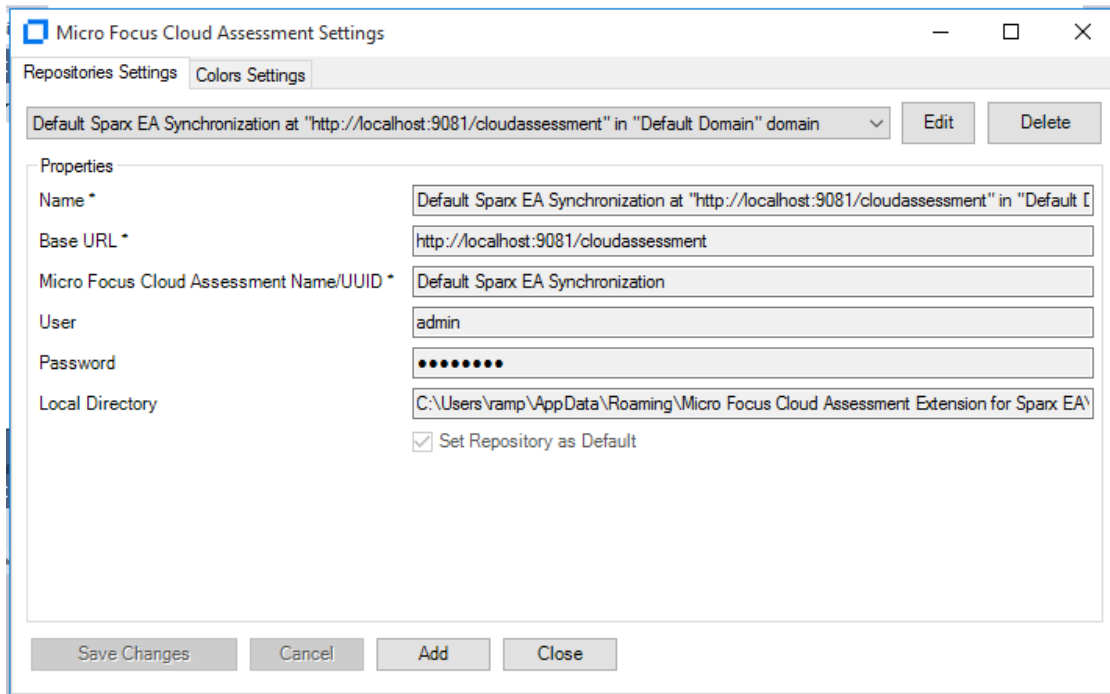 Micro Focus Cloud Assessment Settings
Repositories Settings Colors Settings
Default Sparx EA Synchronization at "http://localhost:9081/cloudassessment" in "Default Domain" domain Edit Delete
Properties
Name * Default Sparx EA Synchronization at "http://localhost:9081/cloudassessment" in "Default D
Base URL * http://localhost:9081/cloudassessment
Micro Focus Cloud Assessment Name/UUID * Default Sparx EA Synchronization
User admin
Password ●●●●●●●●
Local Directory C:\Users\ramp\AppData\Roaming\Micro Focus Cloud Assessment Extension for Sparx EA\
Set Repository as Default
Save Changes Cancel Add Close